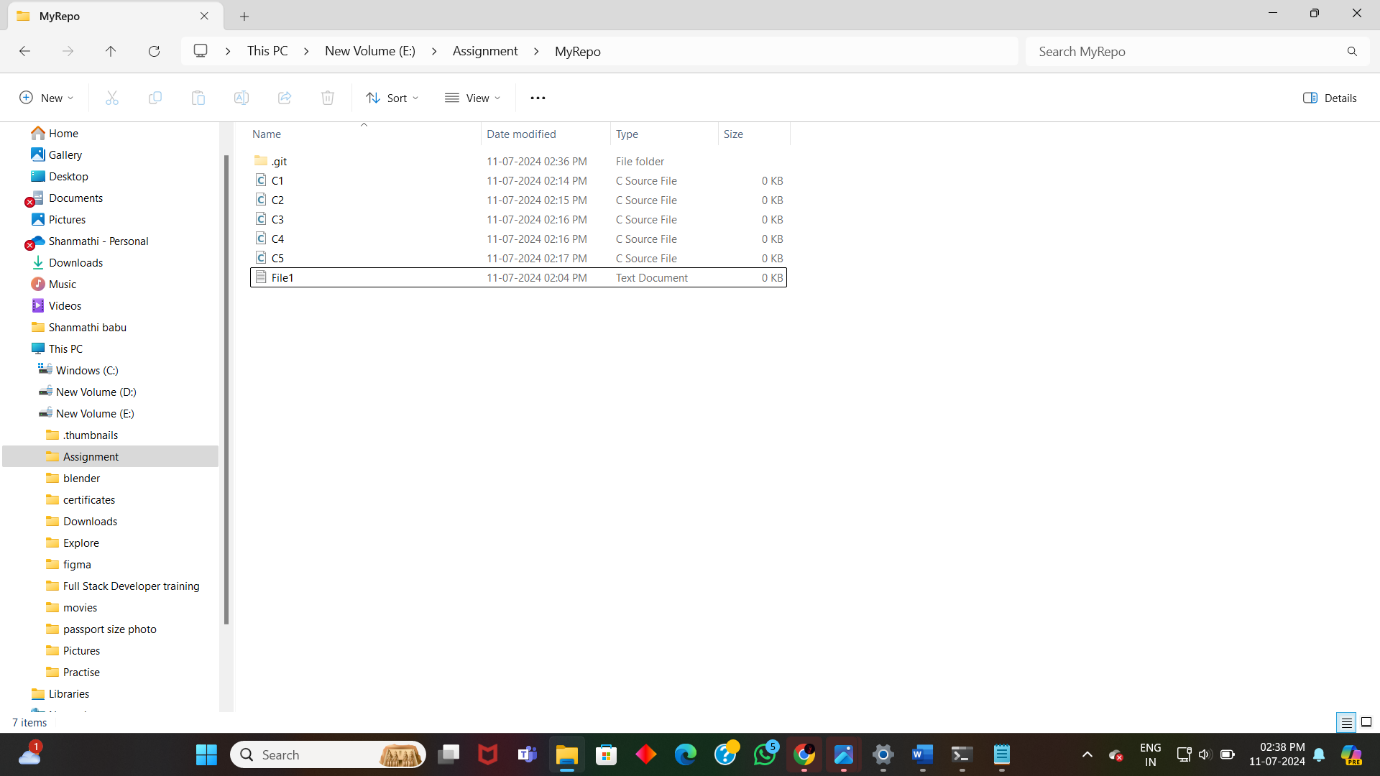 MyRepo
This PC > New Volume (E:) > Assignment > MyRepo
Search MyRepo
New
Sort
View
Details
Home
Gallery
Desktop
Documents
Pictures
Shanmathi - Personal
Downloads
Music
Videos
Shanmathi babu
This PC
Windows (C:)
New Volume (D:)
New Volume (E:)
.thumbnails
Assignment
blender
certificates
Downloads
Explore
figma
Full Stack Developer training
movies
passport size photo
Pictures
Practise
Libraries
Name Date modified Type Size
.git 11-07-2024 02:36 PM File folder
C1 11-07-2024 02:14 PM C Source File 0 KB
C2 11-07-2024 02:15 PM C Source File 0 KB
C3 11-07-2024 02:16 PM C Source File 0 KB
C4 11-07-2024 02:16 PM C Source File 0 KB
C5 11-07-2024 02:17 PM C Source File 0 KB
File1 11-07-2024 02:04 PM Text Document 0 KB
7 items
1
Search
5
ENG
IN
02:38 PM
11-07-2024
PRE